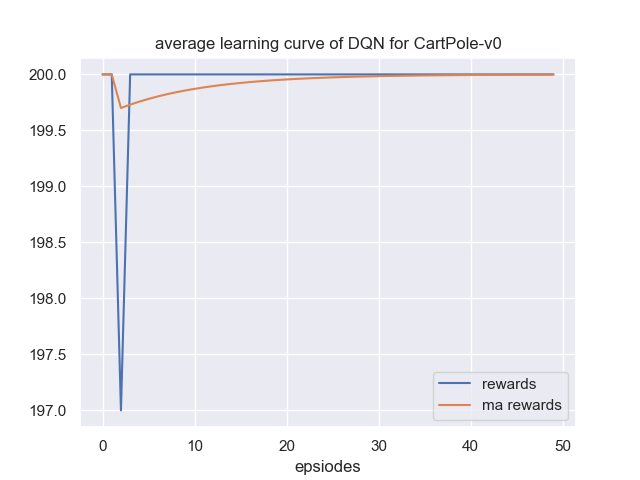 average learning curve of DQN for CartPole-v0
200.0
199.5
199.0
198.5
198.0
197.5
197.0
rewards
ma rewards
0 10 20 30 40 50
epsiodes